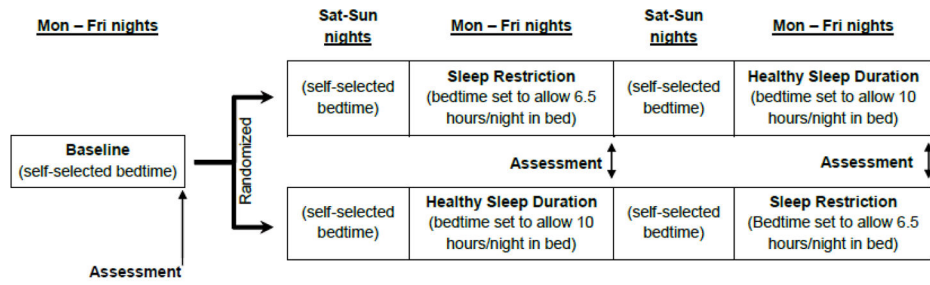 Mon – Fri nights
Sat-Sun
nights
Mon – Fri nights
Sat-Sun
nights
Mon – Fri nights
(self-selected
bedtime)
Sleep Restriction
(bedtime set to allow 6.5
hours/night in bed)
(self-selected
bedtime)
Healthy Sleep Duration
(bedtime set to allow 10
hours/night in bed)
Baseline
(self-selected bedtime)
Randomized
Assessment
Assessment
(self-selected
bedtime)
Healthy Sleep Duration
(bedtime set to allow 10
hours/night in bed)
(self-selected
bedtime)
Sleep Restriction
(Bedtime set to allow 6.5
hours/night in bed)
Assessment